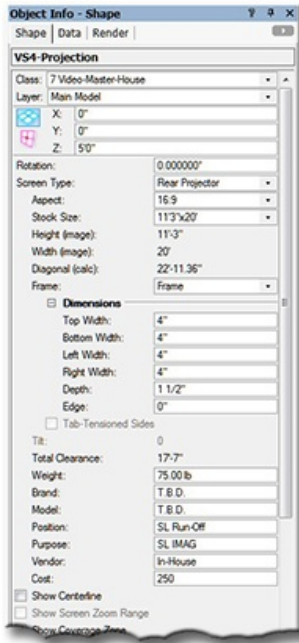 Object Info - Shape
Shape Data Render
VS4-Projection
Class: 7 Video-Master-House
Layer: Main Model
X: 0"
Y: 0"
Z: 5'0"
Rotation: 0.000000°
Screen Type: Rear Projector
Aspect: 16:9
Stock Size: 11'3"x20'
Height (image): 11'-3"
Width (image): 20'
Diagonal (calc): 22'-11.36"
Frame: Frame
Dimensions
Top Width: 4"
Bottom Width: 4"
Left Width: 4"
Right Width: 4"
Depth: 1 1/2"
Edge: 0"
Tab-Tensioned Sides
Tilt: 0
Total Clearance: 17'-7"
Weight: 75.00 lb
Brand: T.B.D.
Model: T.B.D.
Position: SL Run-Off
Purpose: SL IMAG
Vendor: In-House
Cost: 250
Show Centerline
Show Screen Zoom Range
Show Coverage Zone